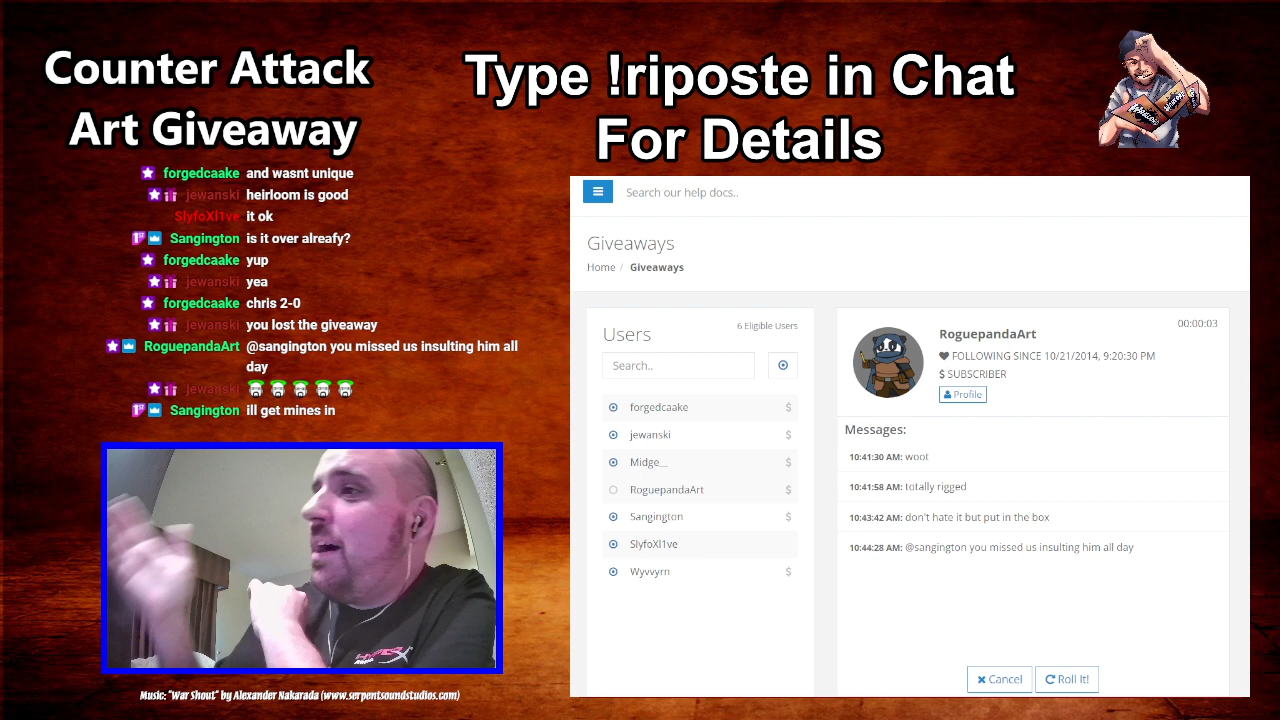 Counter Attack
Art Giveaway
Type !riposte in Chat
For Details
forgedcaake and wasnt unique
jewanski heirloom is good
SlyfoXl1ve it ok
Sangington is it over alreafy?
forgedcaake yup
jewanski yea
forgedcaake chris 2-0
jewanski you lost the giveaway
RoguepandaArt @sangington you missed us insulting him all
day
jewanski
Sangington ill get mines in
HYPERX
Music: "War Shout" by Alexander Nakarada (www.serpentsoundstudios.com)
Search our help docs..
Giveaways
Home / Giveaways
Users
6 Eligible Users
Search..
forgedcaake $
jewanski $
Midge__ $
RoguepandaArt $
Sangington $
SlyfoXl1ve
Wyvvyrn $
00:00:03
RoguepandaArt
FOLLOWING SINCE 10/21/2014, 9:20:30 PM
$ SUBSCRIBER
Profile
Messages:
10:41:30 AM: woot
10:41:58 AM: totally rigged
10:43:42 AM: don't hate it but put in the box
10:44:28 AM: @sangington you missed us insulting him all day
Cancel
Roll It!